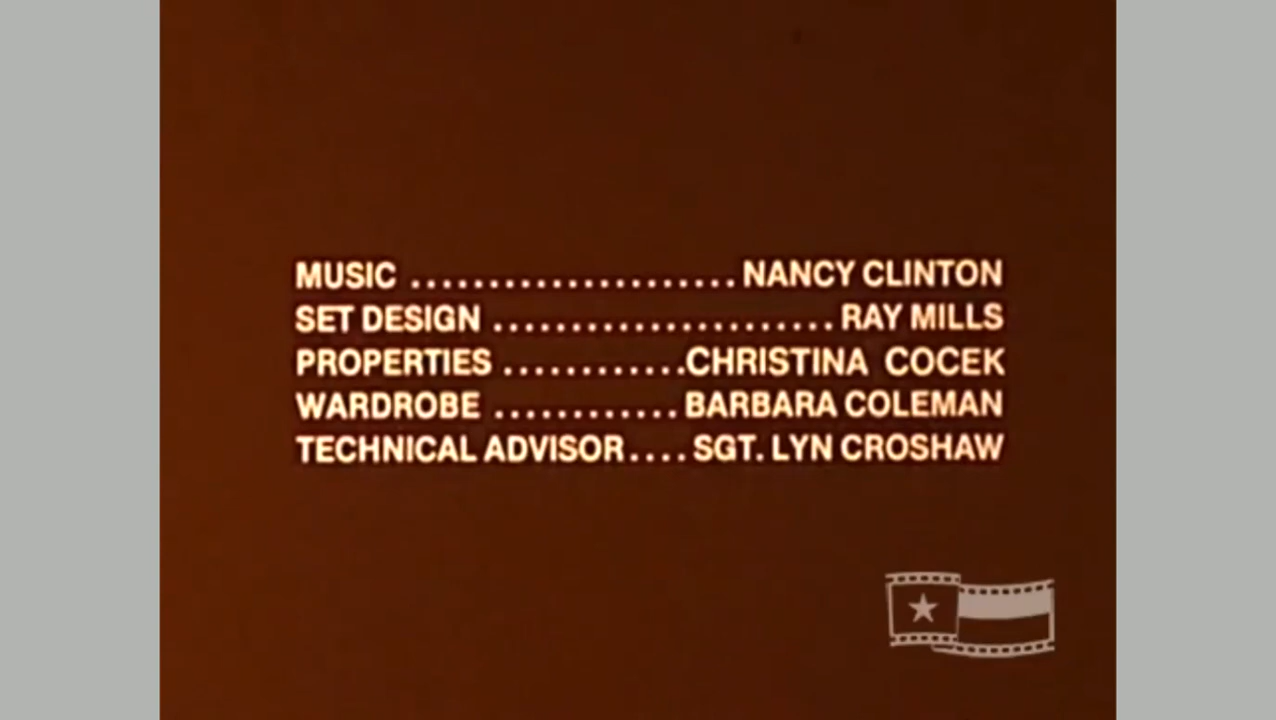 MUSIC ..................... NANCY CLINTON
SET DESIGN ...................... RAY MILLS
PROPERTIES ............CHRISTINA COCEK
WARDROBE ............ BARBARA COLEMAN
TECHNICAL ADVISOR.... SGT. LYN CROSHAW